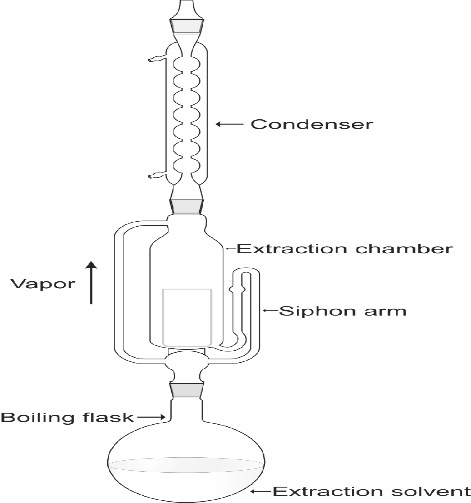 Condenser
Extraction chamber
Vapor
Siphon arm
Boiling flask
Extraction solvent